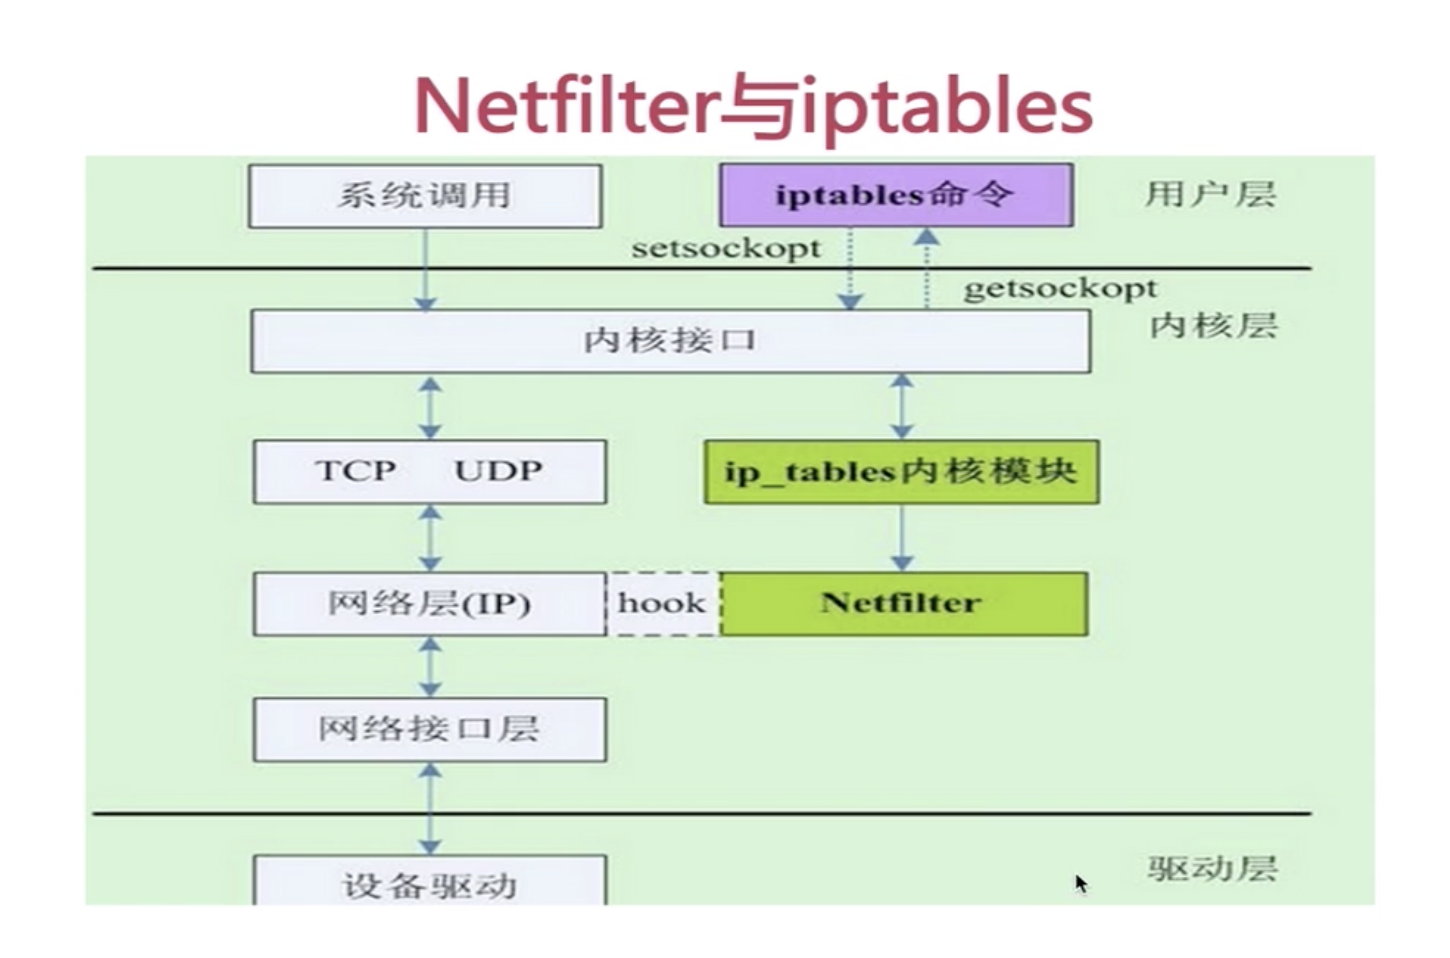 Netfilter与iptables
系统调用
iptables命令
用户层
setsockopt
getsockopt
内核接口
内核层
TCP UDP
ip_tables内核模块
网络层(IP)
hook
Netfilter
网络接口层
设备驱动
驱动层